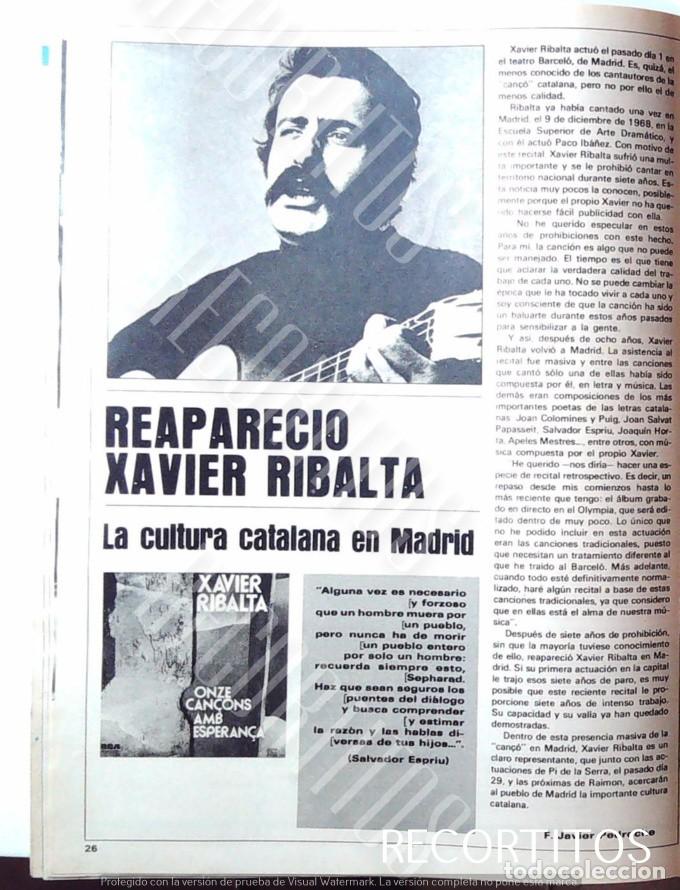 REAPARECIO
XAVIER RIBALTA
La cultura catalana en Madrid
XAVIER
RIBALTA
ONZE
CANÇONS
AMB
ESPERANÇA
RCA
"Alguna vez es necesario
[y forzoso
que un hombre muera por
[un pueblo,
pero nunca ha de morir
[un pueblo entero
por solo un hombre:
recuerda siempre esto,
[Sepharad.
Haz que sean seguros los
[puentes del diálogo
y busca comprender
[y estimar
la razón y las hablas di-
[versas de tus hijos...".
(Salvador Espriu)
Xavier Ribalta actuó el pasado día 1 en
el teatro Barceló, de Madrid. Es, quizá, el
menos conocido de los cantautores de la
"cançó" catalana, pero no por ello el de
menos calidad.
Ribalta ya había cantado una vez en
Madrid, el 9 de diciembre de 1968, en la
Escuela Superior de Arte Dramático, y
con él actuó Paco Ibáñez. Con motivo de
este recital, Xavier Ribalta sufrió una mul-
ta importante y se le prohibió cantar en
territorio nacional durante siete años. Es-
ta noticia muy pocos la conocen, posible-
mente porque el propio Xavier no ha que-
rido hacerse fácil publicidad con ella.
"No he querido especular en estos
años de prohibiciones con este hecho.
Para mí, la canción es algo que no puede
ser manejado. El tiempo es el que tiene
que aclarar la verdadera calidad del tra-
bajo de cada uno. No se puede cambiar la
época que le ha tocado vivir a cada uno y
soy consciente de que la canción ha sido
un baluarte durante estos años pasados
para sensibilizar a la gente.
Y así, después de ocho años, Xavier
Ribalta volvió a Madrid. La asistencia al
recital fue masiva y entre las canciones
que cantó sólo una de ellas había sido
compuesta por él, en letra y música. Las
demás eran composiciones de los más
importantes poetas de las letras catala-
nas: Joan Colomines y Puig, Joan Salvat
Papasseit, Salvador Espriu, Joaquín Hor-
ta, Apeles Mestres..., entre otros, con mú-
sica compuesta por el propio Xavier.
He querido —nos diría— hacer una es-
pecie de recital retrospectivo. Es decir, un
repaso desde mis comienzos hasta lo
más reciente que tengo: el álbum graba-
do en directo en el Olympia, que será edi-
tado dentro de muy poco. Lo único que
no he podido incluir en esta actuación
eran las canciones tradicionales, puesto
que necesitan un tratamiento diferente al
que he traído al Barceló. Más adelante,
cuando todo esté definitivamente norma-
lizado, haré algún recital a base de estas
canciones tradicionales, ya que considero
que en ellas está el alma de nuestra mú-
sica".
Después de siete años de prohibición,
sin que la mayoría tuviese conocimiento
de ello, reapareció Xavier Ribalta en Ma-
drid. Si su primera actuación en la capital
le trajo esos siete años de paro, es muy
posible que este reciente recital le pro-
porcione siete años de intenso trabajo.
Su capacidad y su valía ya han quedado
demostradas.
Dentro de esta presencia masiva de la
"cançó" en Madrid, Xavier Ribalta es un
claro representante, que junto con las ac-
tuaciones de Pi de la Serra, el pasado día
29, y las próximas de Raimon, acercarán
al pueblo de Madrid la importante cultura
catalana.
F. Javier Pedroche
26
RECORTITOS
todocoleccion
Protegido con la versión de prueba de Visual Watermark. La versión completa no pone esta marca.